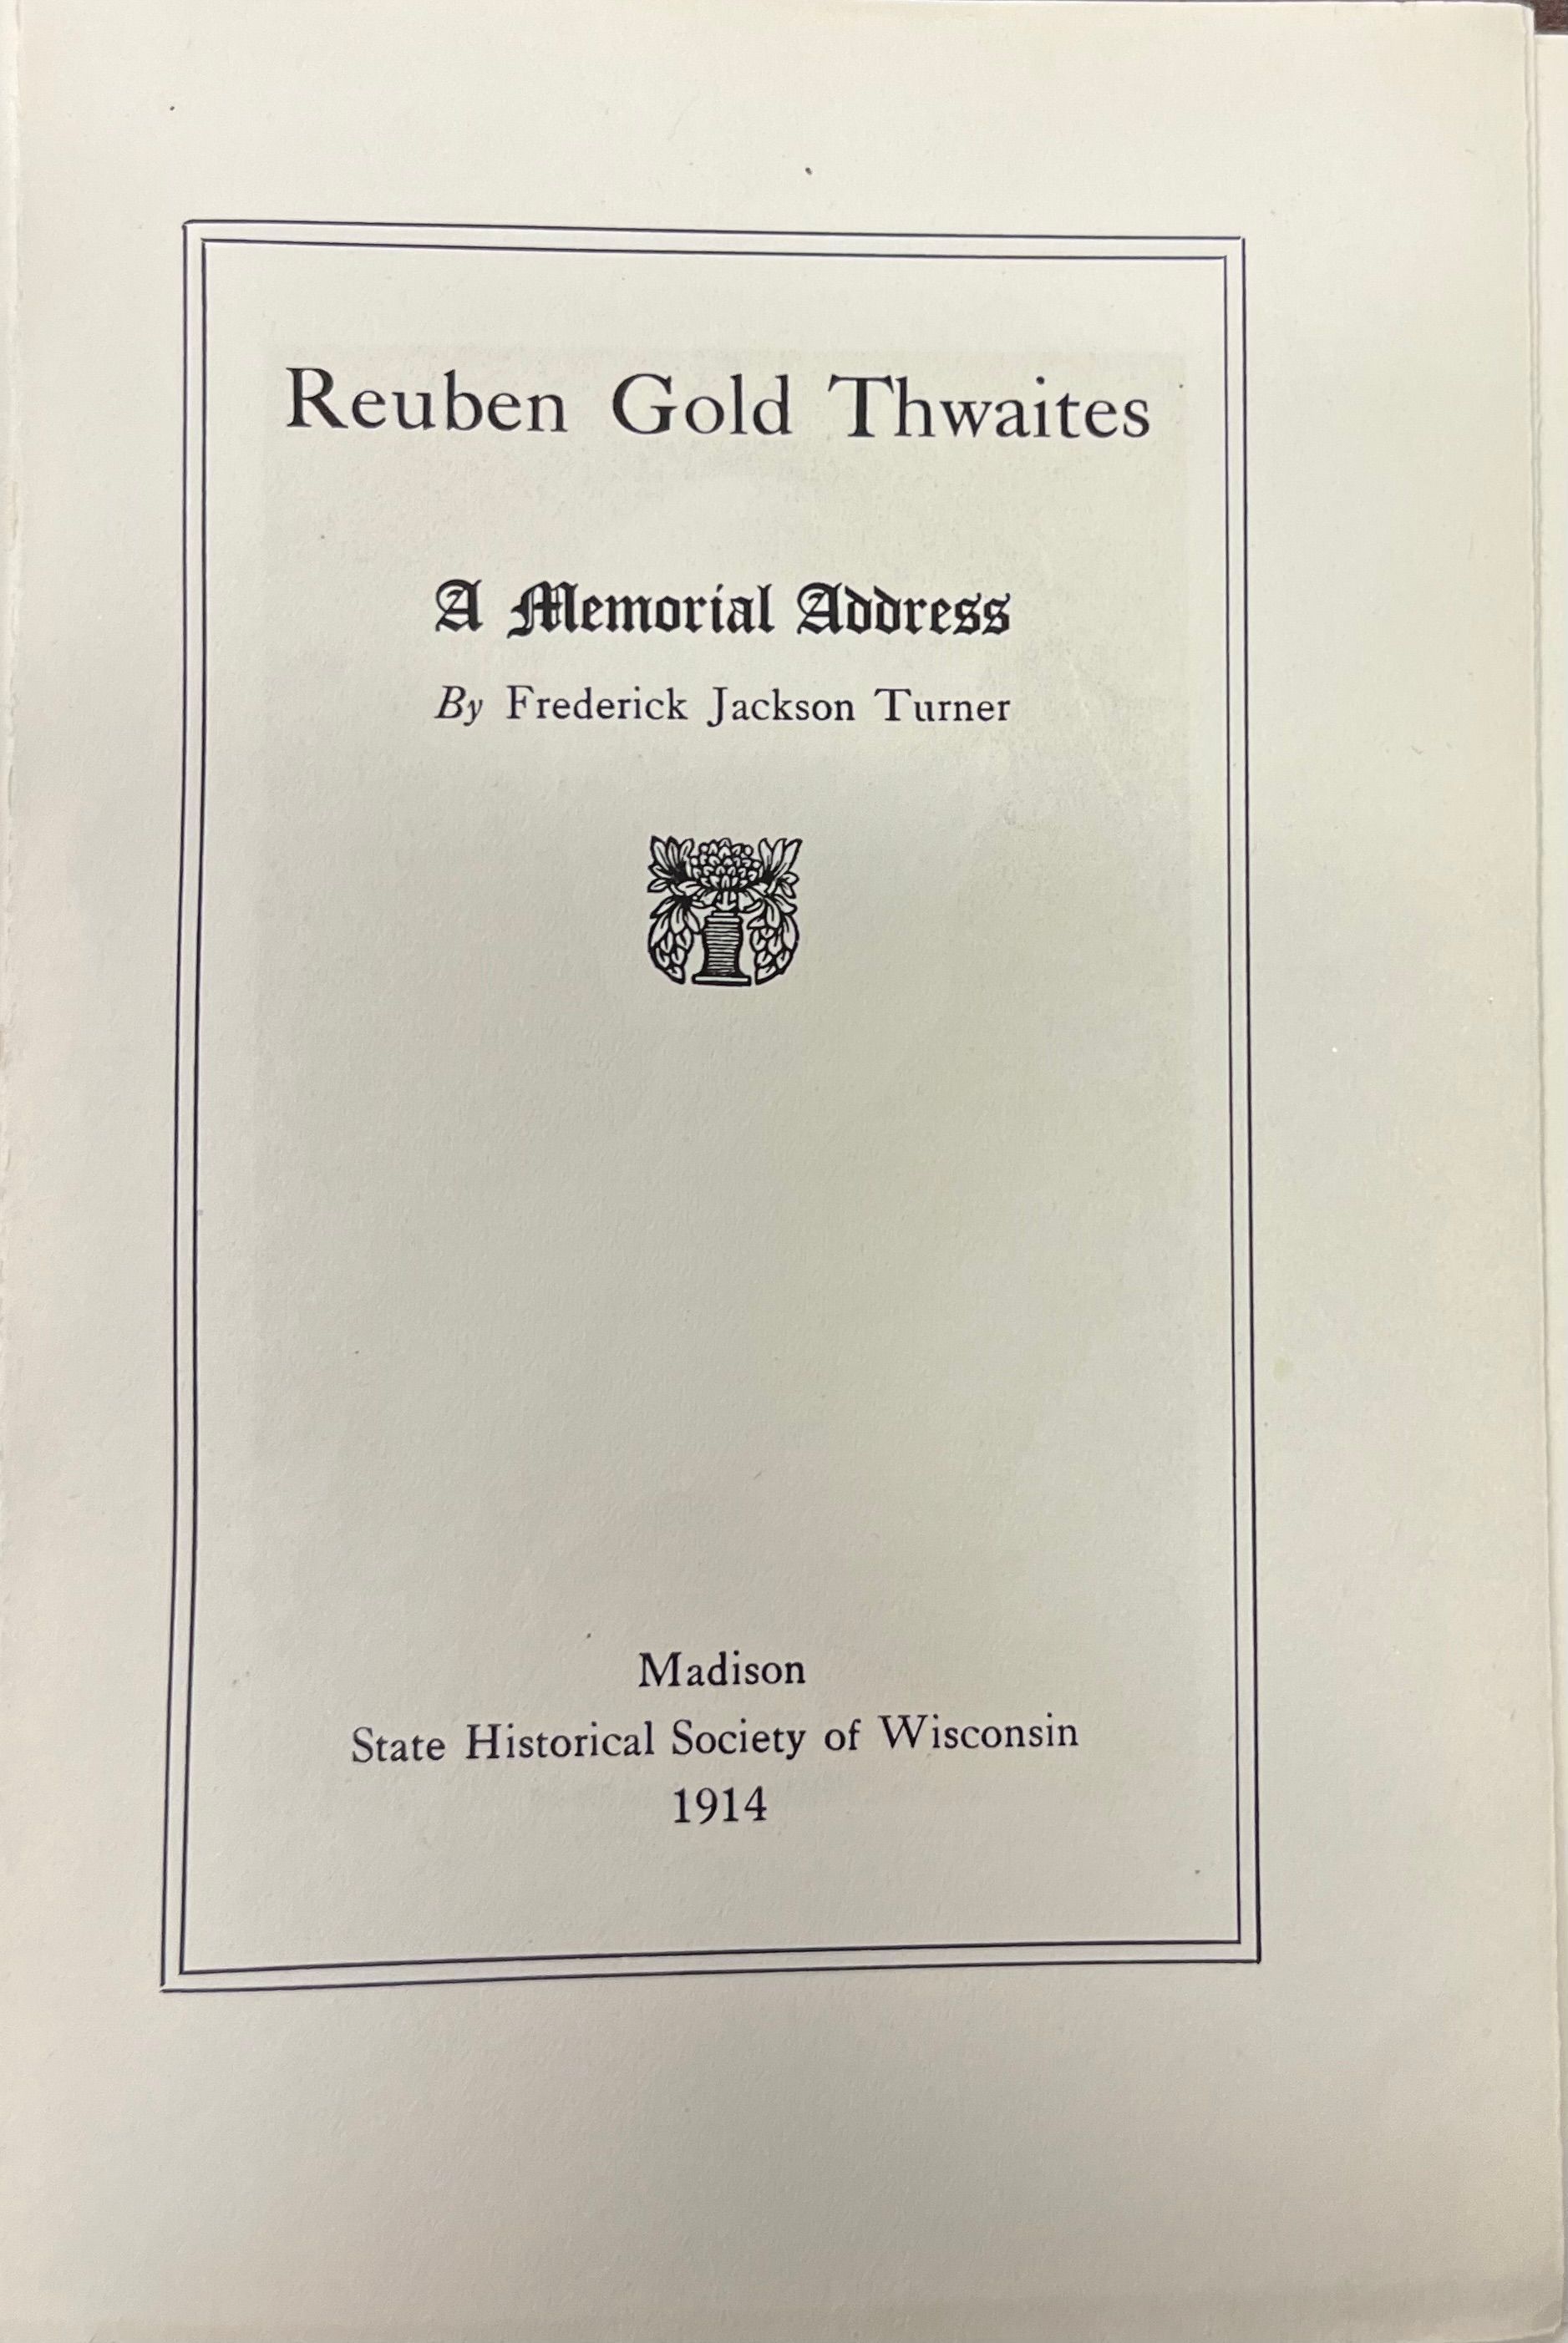 Reuben Gold Thwaites
A Memorial Address
By Frederick Jackson Turner
Madison
State Historical Society of Wisconsin
1914